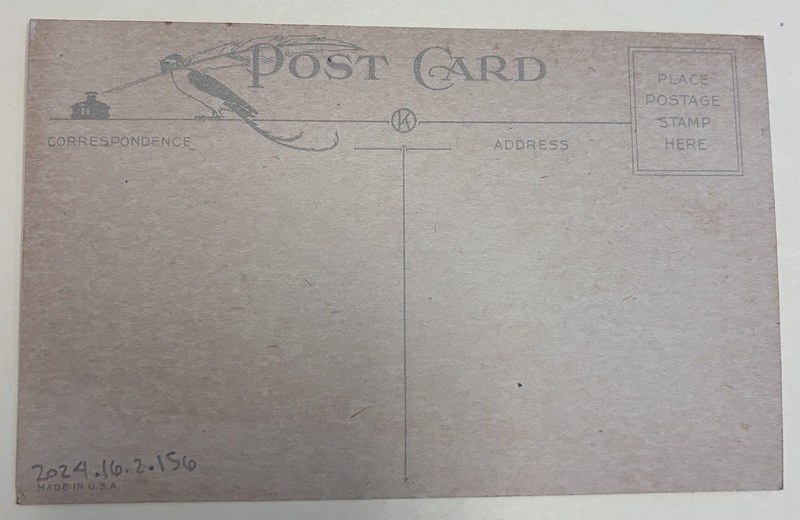 POST CARD
PLACE
POSTAGE
STAMP
HERE
K
CORRESPONDENCE
ADDRESS
2024.16.2.156
MADE IN U.S.A.